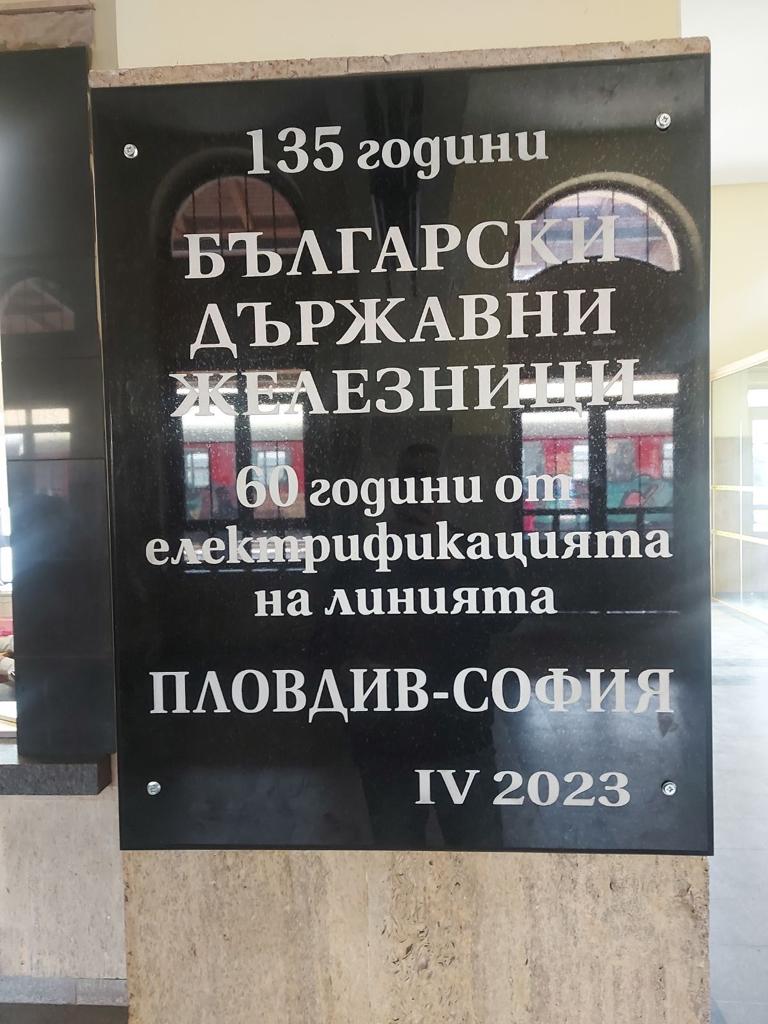 135 години
БЪЛГАРСКИ
ДЪРЖАВНИ
ЖЕЛЕЗНИЦИ
60 години от
електрификацията
на линията
ПЛОВДИВ-СОФИЯ
IV 2023